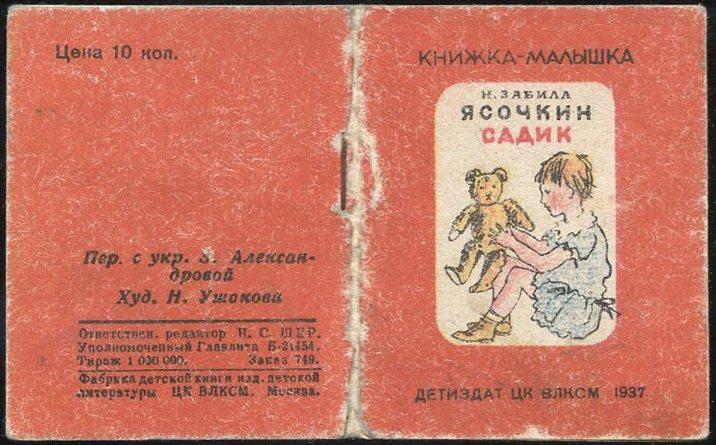 Цена 10 коп.
Пер. с укр. З. Алексан-
дровой
Худ. Н. Ушакова
Ответствен. редактор Н. С. ШЕР.
Уполномоченный Главлита Б-21454.
Тираж 1 000 000. Заказ 749.
Фабрика детской книги изд. детской
литературы ЦК ВЛКСМ. Москва.
КНИЖКА-МАЛЫШКА
Н. ЗАБИЛА
ЯСОЧКИН
САДИК
ДЕТИЗДАТ ЦК ВЛКСМ 1937